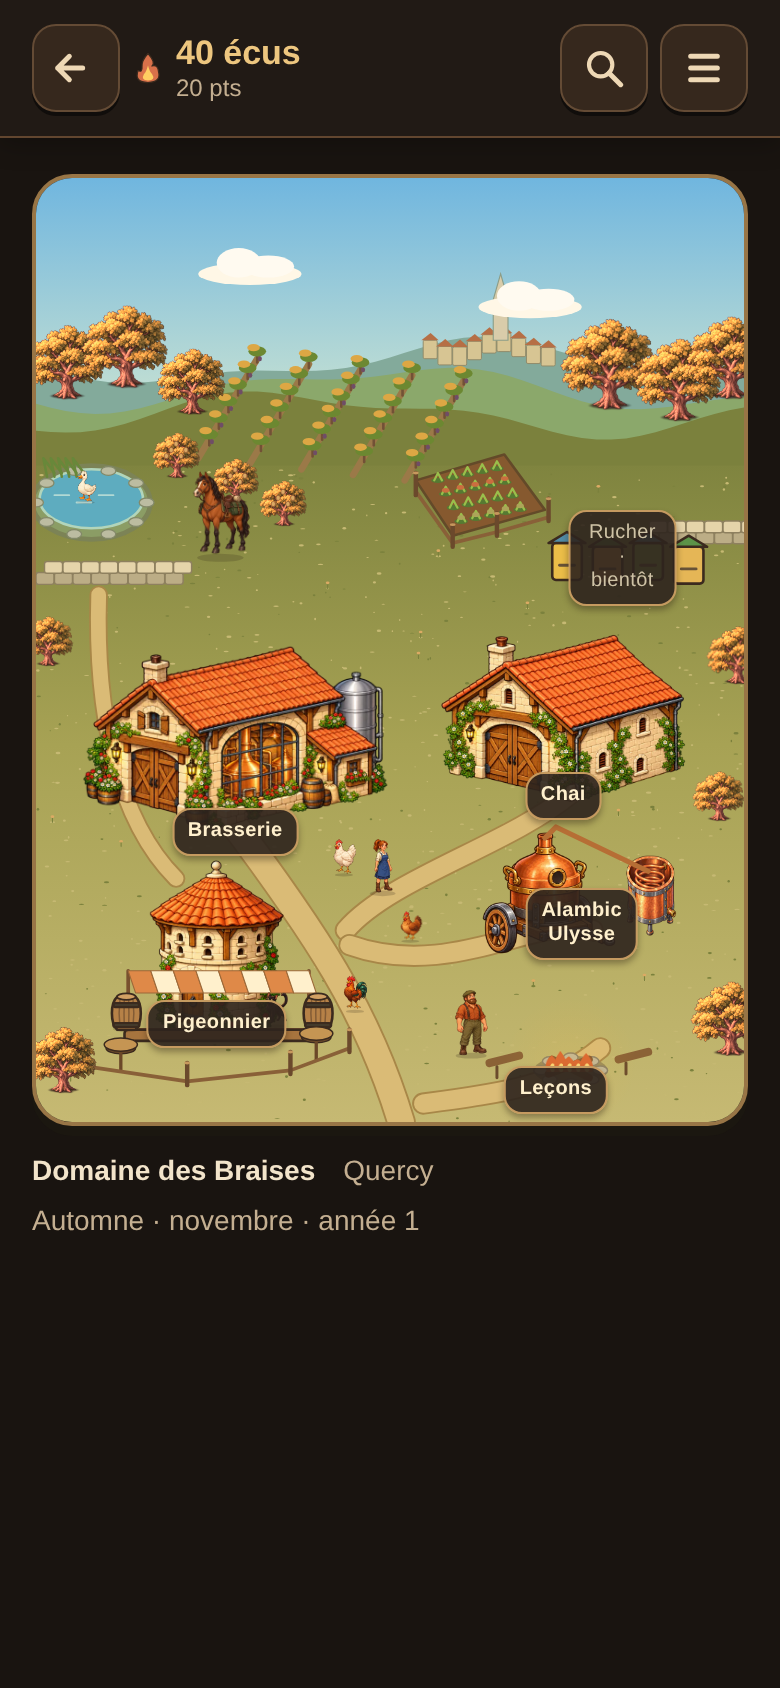 40 écus
20 pts
Rucher
·
bientôt
Brasserie
Chai
Alambic
Ulysse
Pigeonnier
Leçons
Domaine des Braises Quercy
Automne · novembre · année 1